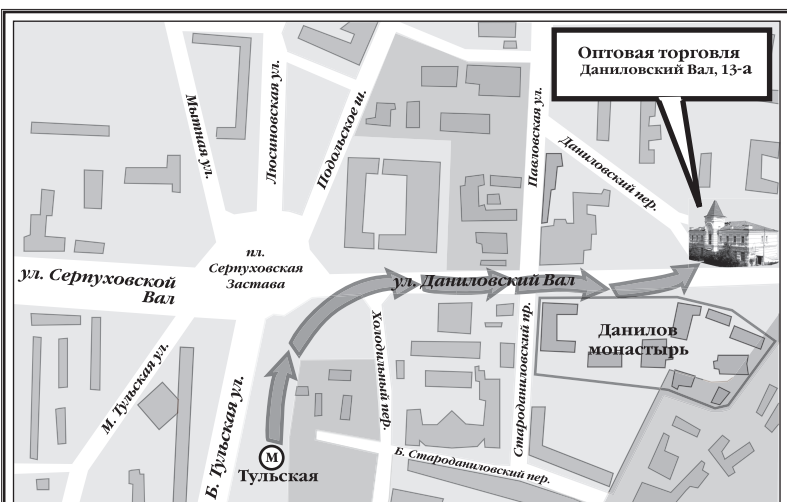 Оптовая торговля
Даниловский Вал, 13-а
Мытная ул.
Люсиновская ул.
Подольское ш.
Павловская ул.
Даниловский пер.
пл.
Серпуховская
Застава
ул. Серпуховской
Вал
ул. Даниловский Вал
Данилов
монастырь
М. Тульская ул.
Б. Тульская ул.
Холодильный пер.
Староданиловский пр.
Б. Староданиловский пер.
М
Тульская